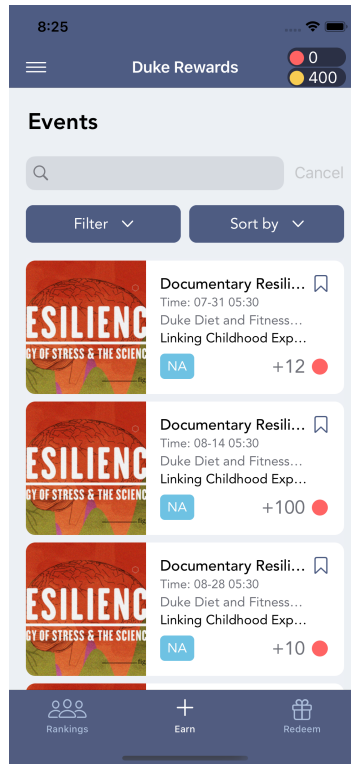 8:25
Duke Rewards
0
400
Events
Cancel
Filter
Sort by
ESILIENC
GY OF STRESS & THE SCIENC
Documentary Resili...
Time: 07-31 05:30
Duke Diet and Fitness...
Linking Childhood Exp...
NA
+12
ESILIENC
GY OF STRESS & THE SCIENC
Documentary Resili...
Time: 08-14 05:30
Duke Diet and Fitness...
Linking Childhood Exp...
NA
+100
ESILIENC
GY OF STRESS & THE SCIENC
Documentary Resili...
Time: 08-28 05:30
Duke Diet and Fitness...
Linking Childhood Exp...
NA
+10
Rankings
Earn
Redeem